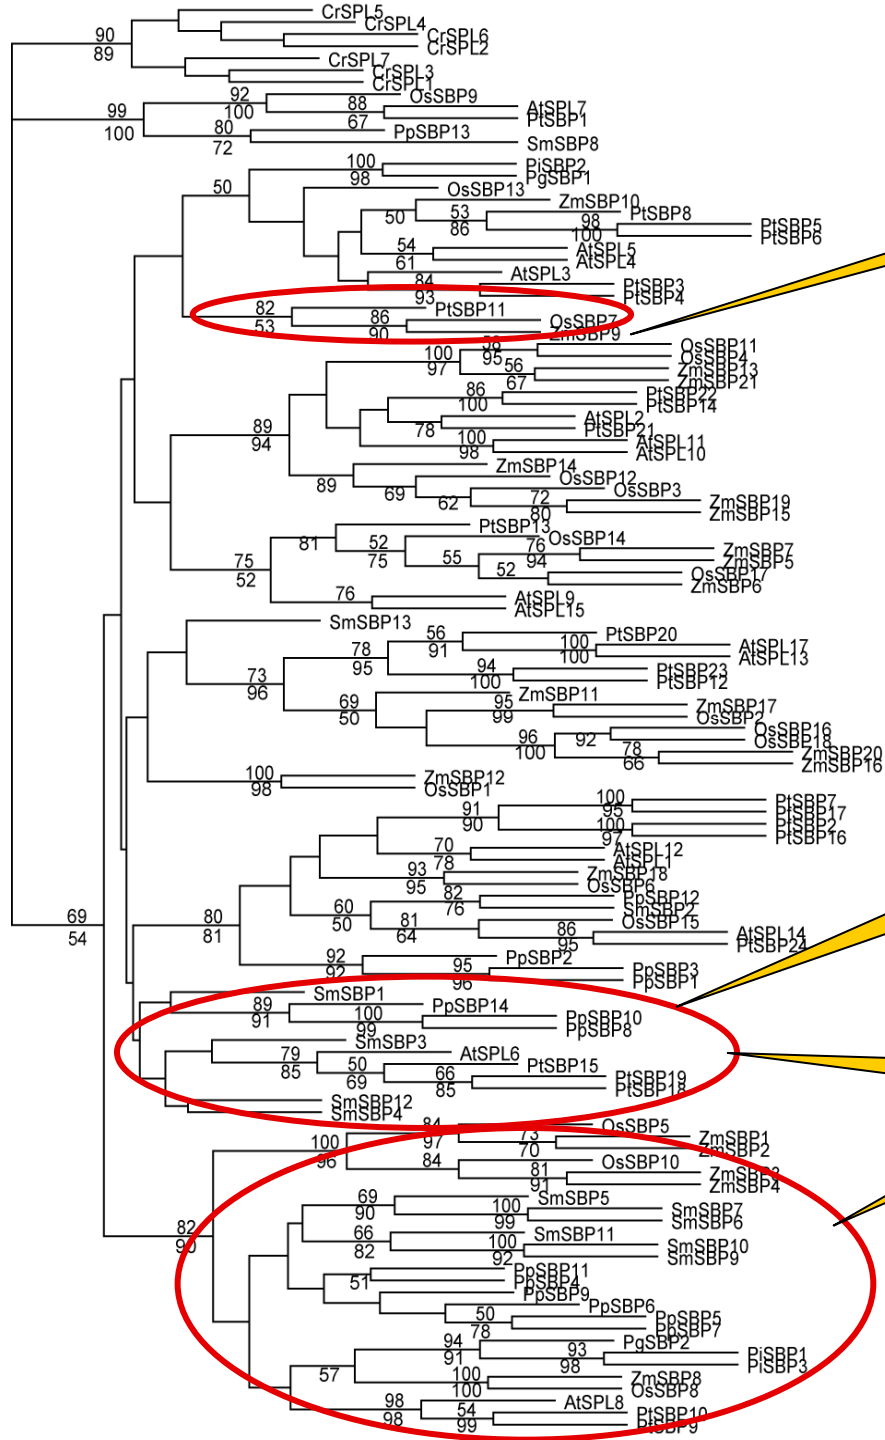 CrSPL5
CrSPL4
90 CrSPL6
89 CrSPL2
CrSPL7
CrSPL3
CrSPL1
92 OsSBP9
99 100 88 AtSPL7
100 67 PtSBP1
80 PpSBP13
72 SmSBP8
100 PiSBP2
50 98 PgSBP1
OsSBP13
ZmSBP10
50 53 PtSBP8
86 98 PtSBP5
100 PtSBP6
54 AtSPL5
61 AtSPL4
AtSPL3
84 PtSBP3
93 PtSBP4
82 PtSBP11
53 86 OsSBP7
90 ZmSBP9
58 OsSBP11
100 95 OsSBP4
97 56 ZmSBP13
67 ZmSBP21
86 PtSBP22
100 PtSBP14
AtSPL2
89 78 PtSBP21
94 100 AtSPL11
98 AtSPL10
ZmSBP14
89 OsSBP12
69 OsSBP3
62 72 ZmSBP19
80 ZmSBP15
PtSBP13
81 52 OsSBP14
75 76 ZmSBP7
55 94 ZmSBP5
75 52 OsSBP17
52 ZmSBP6
76 AtSPL9
AtSPL15
SmSBP13
56 PtSBP20
78 91 100 AtSPL17
95 100 AtSPL13
94 PtSBP23
73 100 PtSBP12
96 69 ZmSBP11
50 95 ZmSBP17
99 OsSBP2
OsSBP16
96 92 OsSBP18
100 78 ZmSBP20
66 ZmSBP16
100 ZmSBP12
98 OsSBP1
100 PtSBP7
91 95 PtSBP17
90 100 PtSBP2
97 PtSBP16
70 AtSPL12
78 AtSPL1
93 ZmSBP18
95 OsSBP6
82 PpSBP12
60 76 SmSBP2
69 80 50 81 OsSBP15
54 81 64 86 AtSPL14
95 PtSBP24
92 PpSBP2
92 95 PpSBP3
96 PpSBP1
SmSBP1
89 PpSBP14
91 100 PpSBP10
99 PpSBP8
SmSBP3
79 AtSPL6
85 50 PtSBP15
69 66 PtSBP19
85 PtSBP18
SmSBP12
SmSBP4
84 OsSBP5
100 97 73 ZmSBP1
96 70 ZmSBP2
84 OsSBP10
81 ZmSBP3
91 ZmSBP4
69 SmSBP5
90 100 SmSBP7
99 SmSBP6
82 66 SmSBP11
90 82 100 SmSBP10
92 SmSBP9
PpSBP11
51 PpSBP4
PpSBP9
PpSBP6
50 PpSBP5
78 PpSBP7
94 PgSBP2
91 93 PiSBP1
57 98 PiSBP3
100 ZmSBP8
100 OsSBP8
98 AtSPL8
98 54 PtSBP10
99 PtSBP9